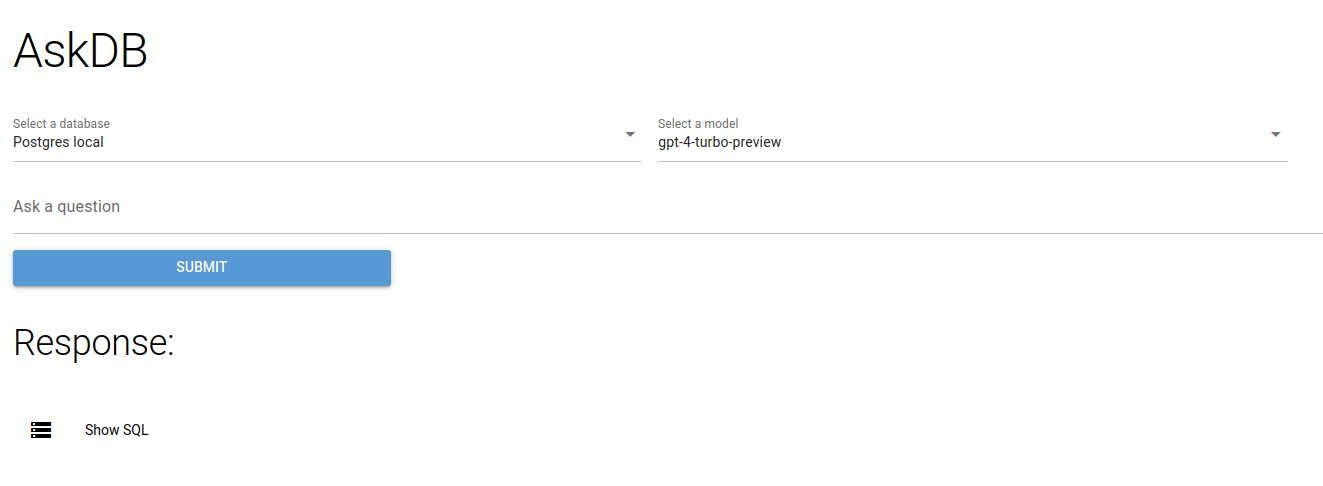 AskDB
Select a database
Postgres local
Select a model
gpt-4-turbo-preview
Ask a question
SUBMIT
Response:
Show SQL